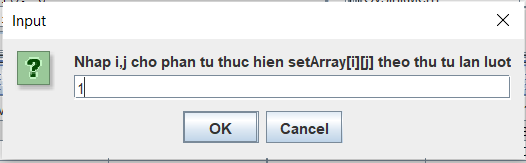 Input
Nhap i,j cho phan tu thuc hien setArray[i][j] theo thu tu lan luot
1
OK
Cancel